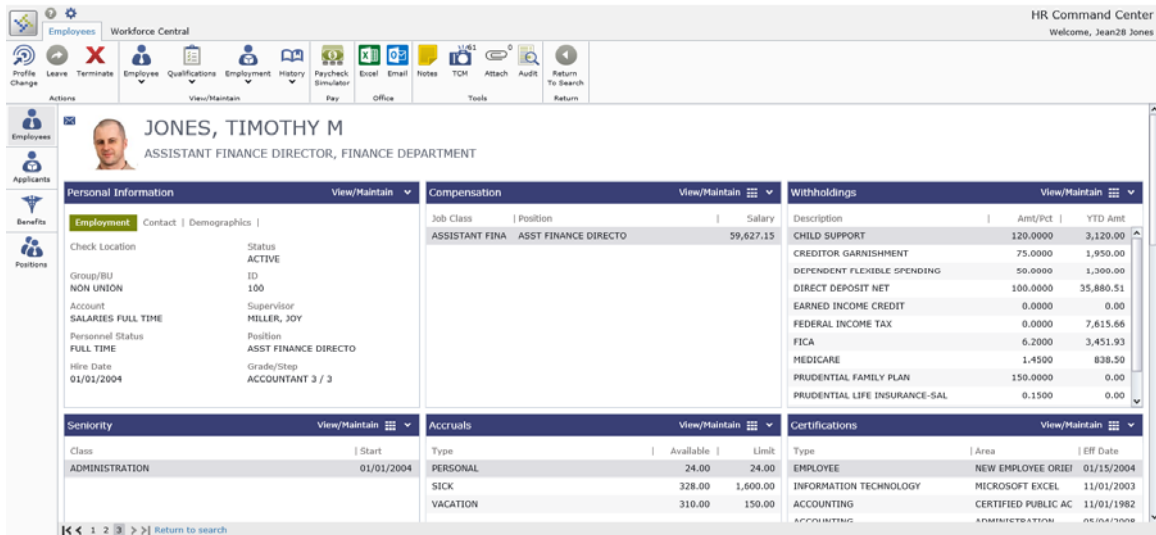 HR Command Center
Employees Workforce Central
Welcome, Jean28 Jones
Profile Change Leave Terminate Employee Qualifications Employment History Paycheck Simulator Excel Email Notes 61 TCM 0 Attach Audit Return To Search
Actions View/Maintain Pay Office Tools Return
Employees
Applicants
Benefits
Positions
JONES, TIMOTHY M
ASSISTANT FINANCE DIRECTOR, FINANCE DEPARTMENT
Personal Information View/Maintain
Employment Contact | Demographics |
Check Location Status
ACTIVE
Group/BU ID
NON UNION 100
Account Supervisor
SALARIES FULL TIME MILLER, JOY
Personnel Status Position
FULL TIME ASST FINANCE DIRECTO
Hire Date Grade/Step
01/01/2004 ACCOUNTANT 3 / 3
Compensation View/Maintain
Job Class | Position | Salary
ASSISTANT FINA ASST FINANCE DIRECTO 59,627.15
Withholdings View/Maintain
Description | Amt/Pct | YTD Amt
CHILD SUPPORT 120.0000 3,120.00
CREDITOR GARNISHMENT 75.0000 1,950.00
DEPENDENT FLEXIBLE SPENDING 50.0000 1,300.00
DIRECT DEPOSIT NET 100.0000 35,880.51
EARNED INCOME CREDIT 0.0000 0.00
FEDERAL INCOME TAX 0.0000 7,615.66
FICA 6.2000 3,451.93
MEDICARE 1.4500 838.50
PRUDENTIAL FAMILY PLAN 150.0000 0.00
PRUDENTIAL LIFE INSURANCE-SAL 0.1500 0.00
Seniority View/Maintain
Class | Start
ADMINISTRATION 01/01/2004
Accruals View/Maintain
Type | Available | Limit
PERSONAL 24.00 24.00
SICK 328.00 1,600.00
VACATION 310.00 150.00
Certifications View/Maintain
Type | Area | Eff Date
EMPLOYEE NEW EMPLOYEE ORIEI 01/15/2004
INFORMATION TECHNOLOGY MICROSOFT EXCEL 11/01/2003
ACCOUNTING CERTIFIED PUBLIC AC 11/01/1982
ACCOUNTING ADMINISTRATION 05/04/2008
1 2 3 Return to search